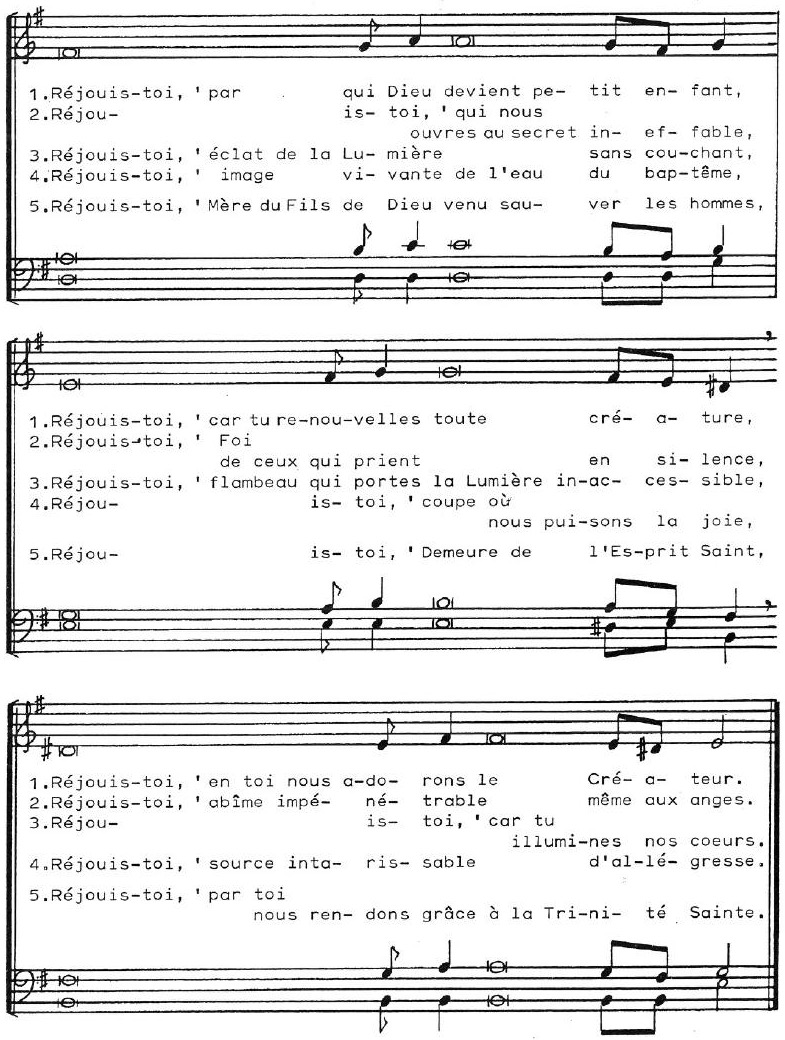 1.Réjouis-toi, 'par qui Dieu devient pe- tit en- fant,
2.Réjou- is- toi, ' qui nous
ouvres au secret in- ef- fable,
3.Réjouis-toi, 'éclat de la Lu- mière sans cou-chant,
4.Réjouis-toi, ' image vi- vante de l'eau du bap-tême,
5.Réjouis-toi, 'Mère du Fils de Dieu venu sau- ver les hommes,
1.Réjouis-toi, 'car tu re-nou-velles toute cré- a- ture,
2.Réjouis-toi, ' Foi
de ceux qui prient en si- lence,
3.Réjouis-toi, 'flambeau qui portes la Lumière in-ac- ces- sible,
4.Réjou- is- toi, 'coupe où
nous pui-sons la joie,
5.Réjou- is- toi, 'Demeure de l'Es-prit Saint,
1.Réjouis-toi, 'en toi nous a-do- rons le Cré- a- teur.
2.Réjouis-toi, 'abîme impé- né- trable même aux anges.
3.Réjou- is- toi, 'car tu
illumi-nes nos coeurs.
4.Réjouis-toi, 'source inta- ris- sable d'al-lé- gresse.
5.Réjouis-toi, 'par toi
nous ren- dons grâce à la Tri-ni- té Sainte.